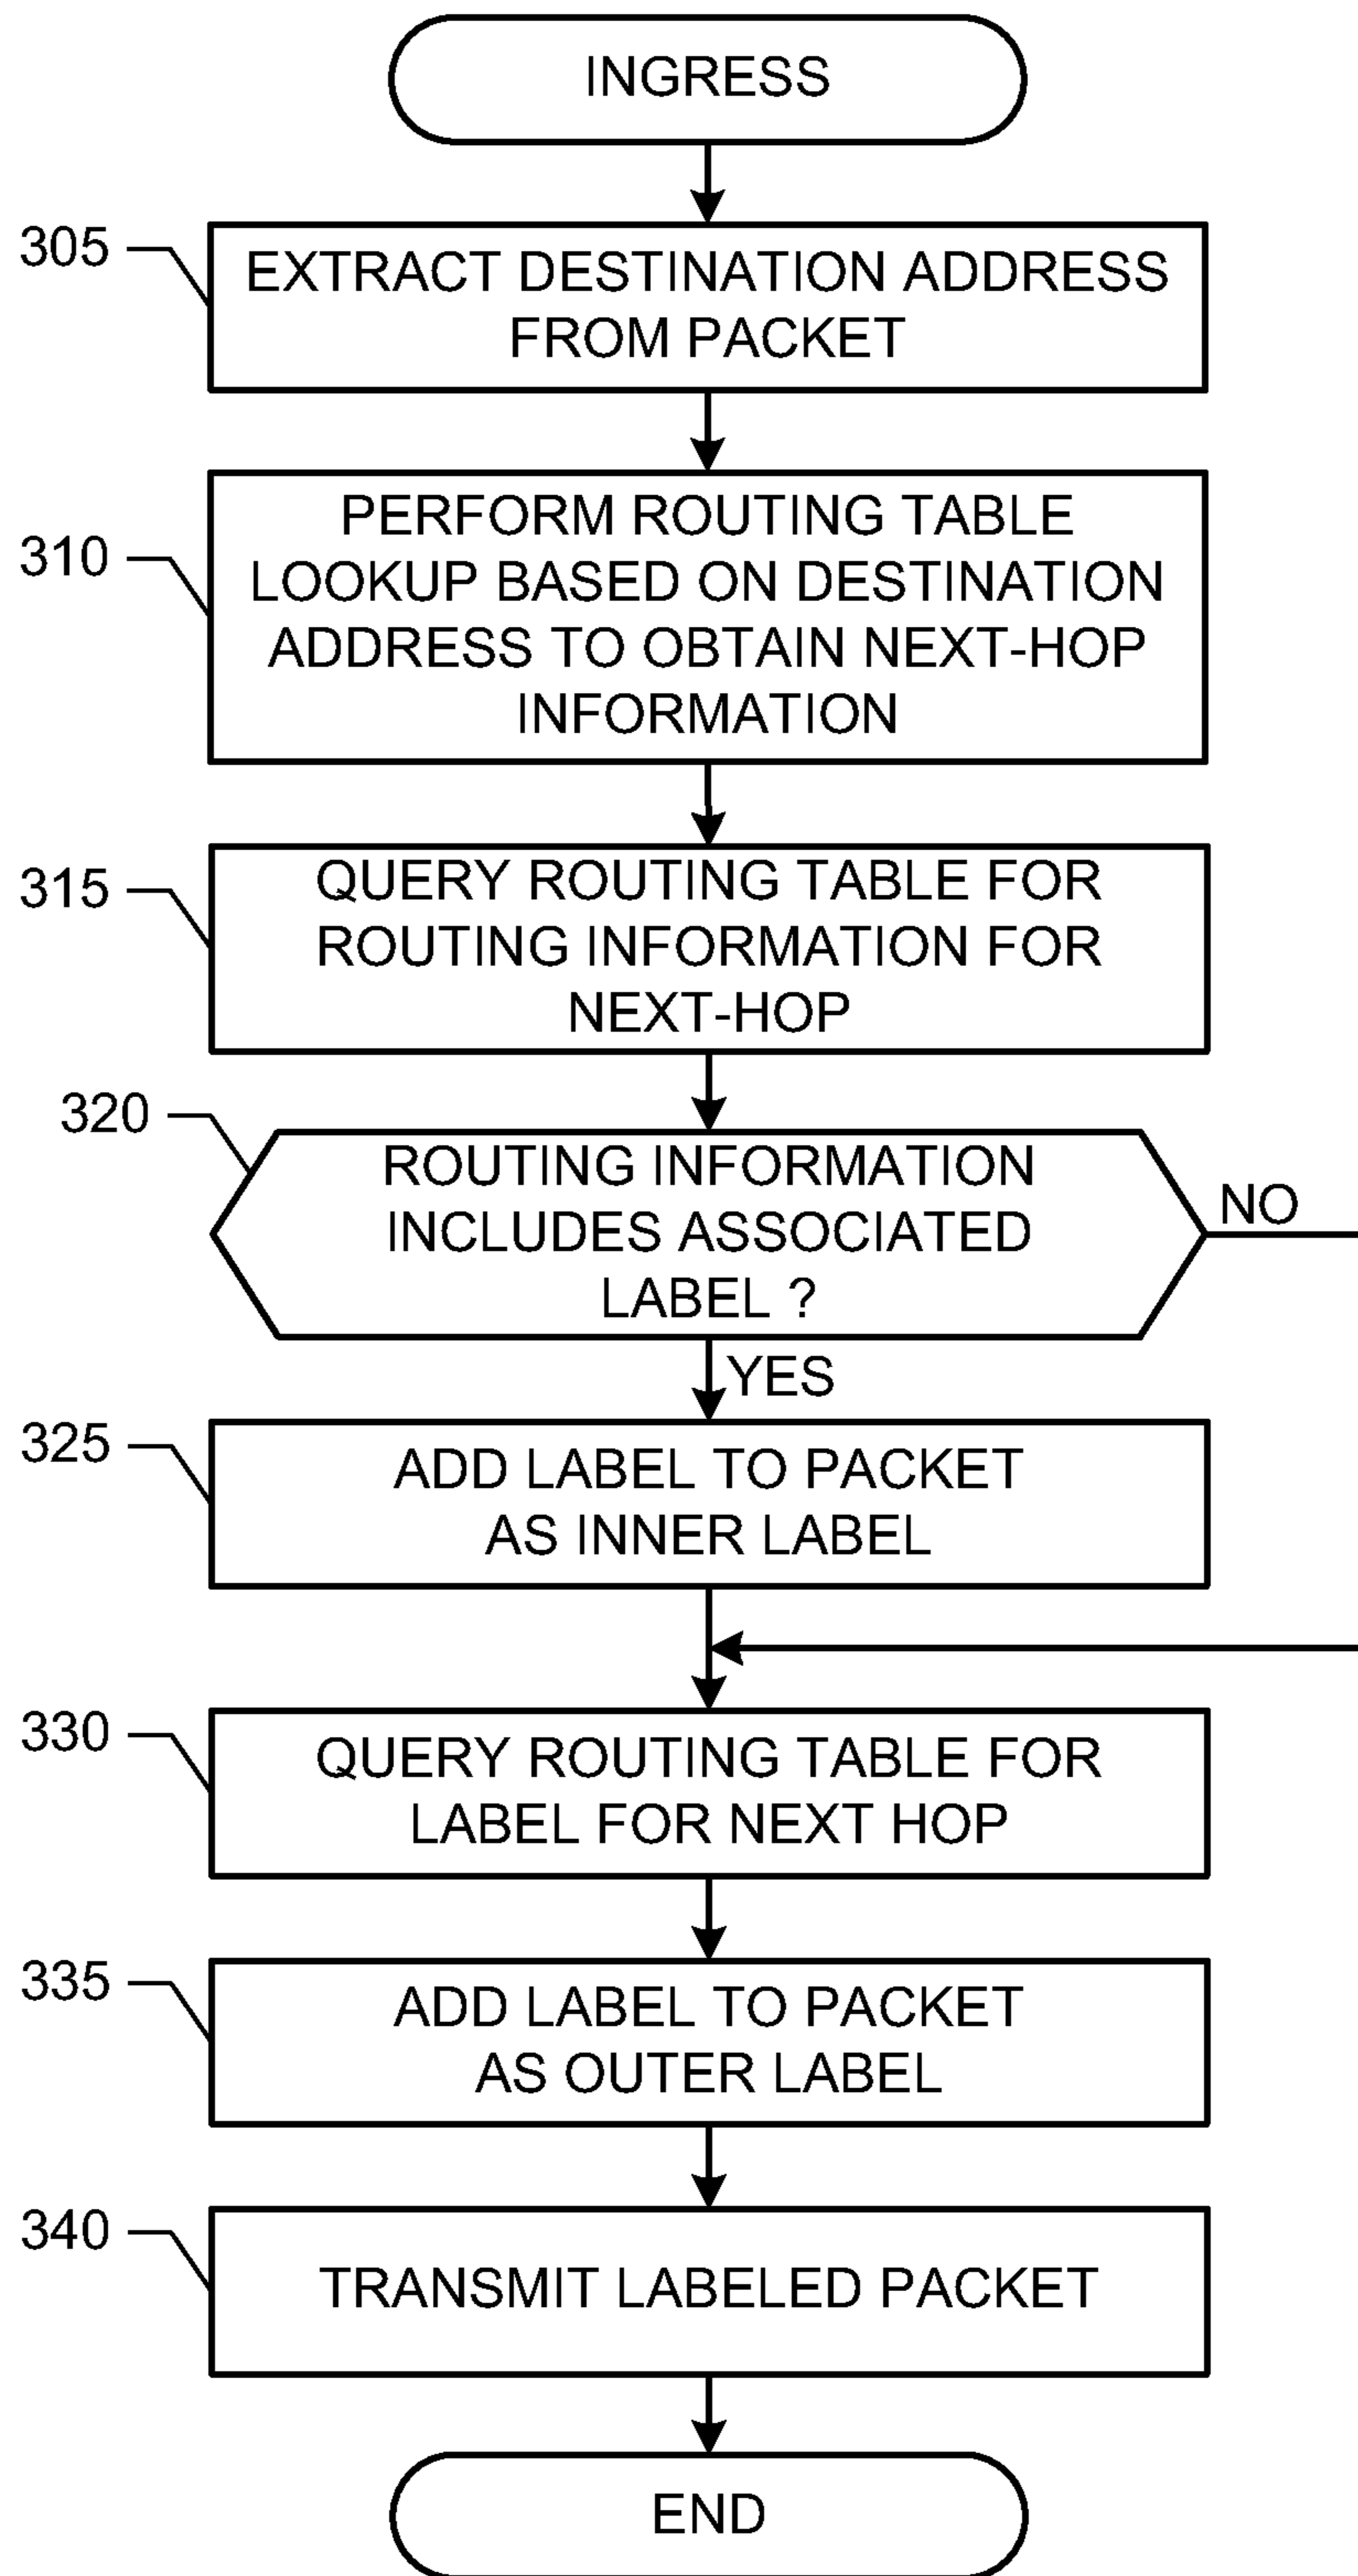 INGRESS
305
EXTRACT DESTINATION ADDRESS
FROM PACKET
310
PERFORM ROUTING TABLE
LOOKUP BASED ON DESTINATION
ADDRESS TO OBTAIN NEXT-HOP
INFORMATION
315
QUERY ROUTING TABLE FOR
ROUTING INFORMATION FOR
NEXT-HOP
320
ROUTING INFORMATION
INCLUDES ASSOCIATED
LABEL ?
NO
YES
325
ADD LABEL TO PACKET
AS INNER LABEL
330
QUERY ROUTING TABLE FOR
LABEL FOR NEXT HOP
335
ADD LABEL TO PACKET
AS OUTER LABEL
340
TRANSMIT LABELED PACKET
END